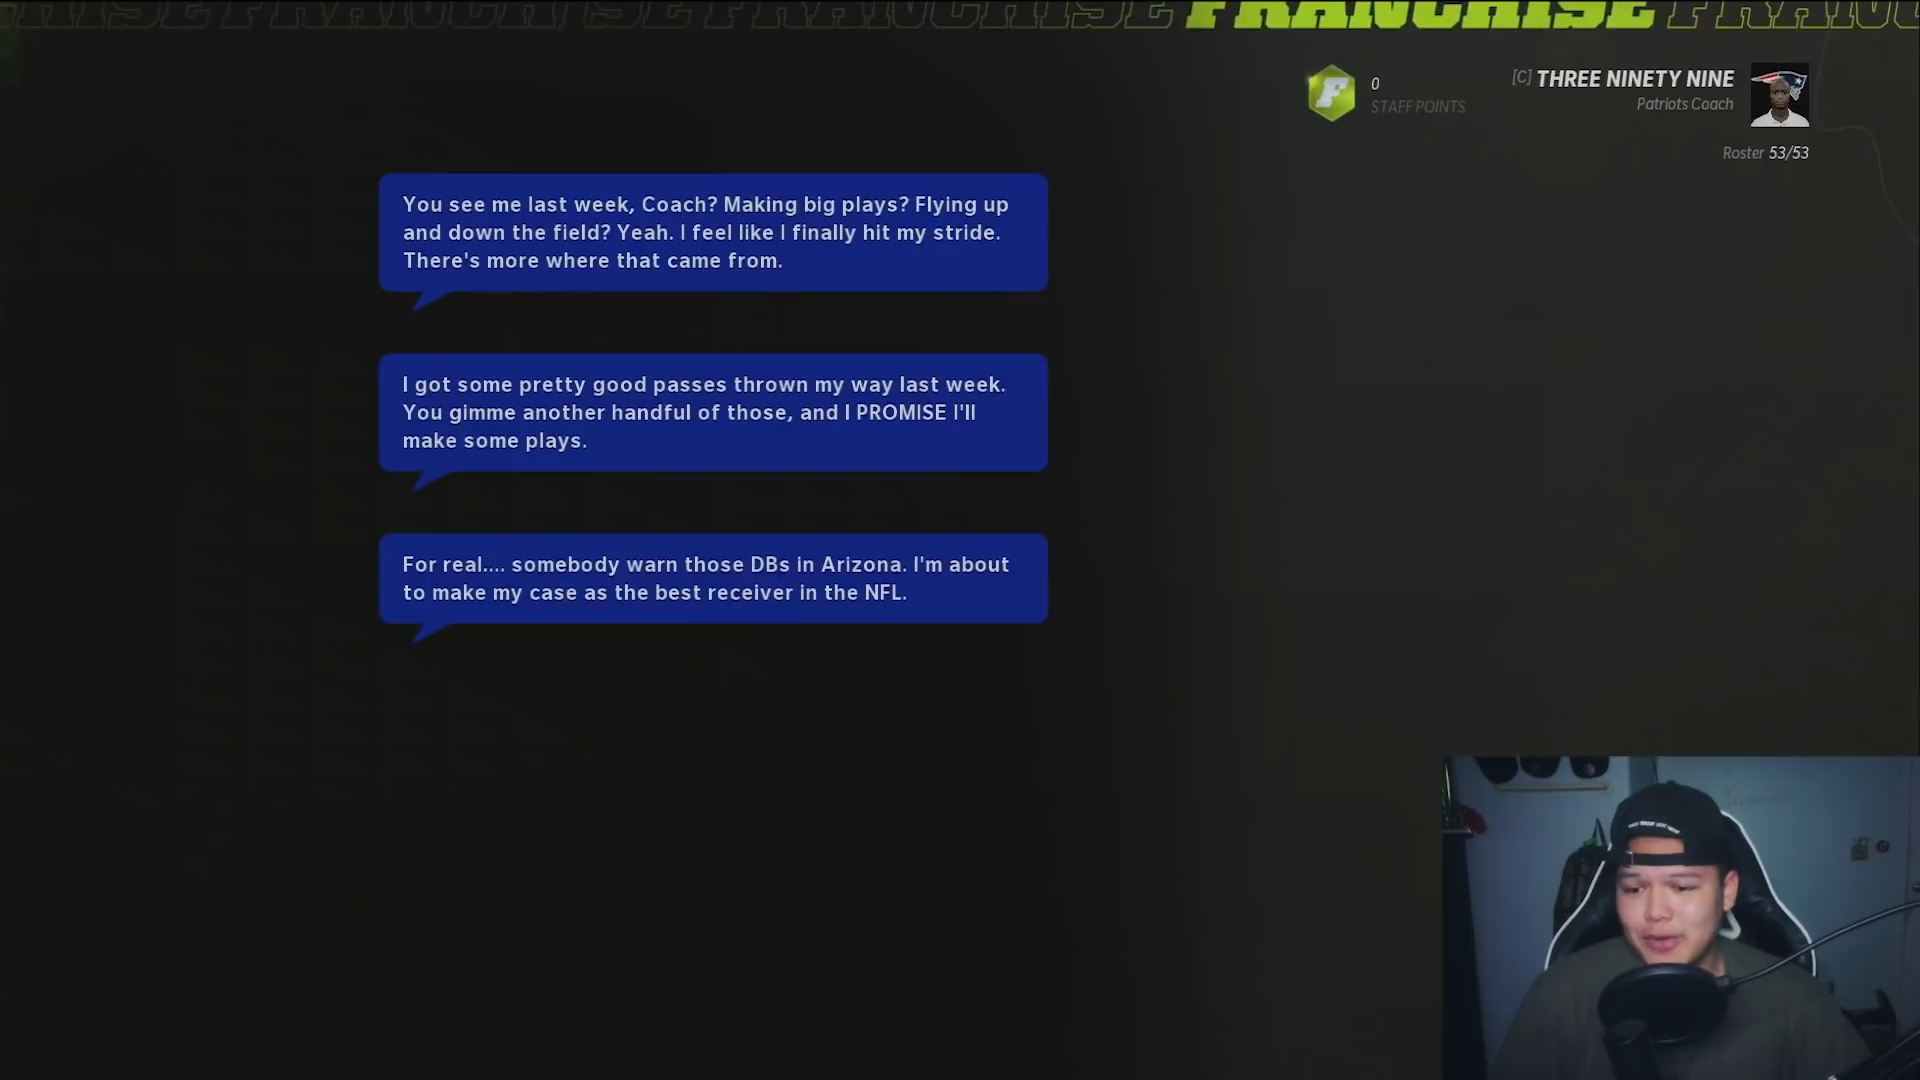 FRANCHISE
0
STAFF POINTS
[C] THREE NINETY NINE
Patriots Coach
Roster 53/53
You see me last week, Coach? Making big plays? Flying up
and down the field? Yeah. I feel like I finally hit my stride.
There's more where that came from.
I got some pretty good passes thrown my way last week.
You gimme another handful of those, and I PROMISE I'll
make some plays.
For real.... somebody warn those DBs in Arizona. I'm about
to make my case as the best receiver in the NFL.